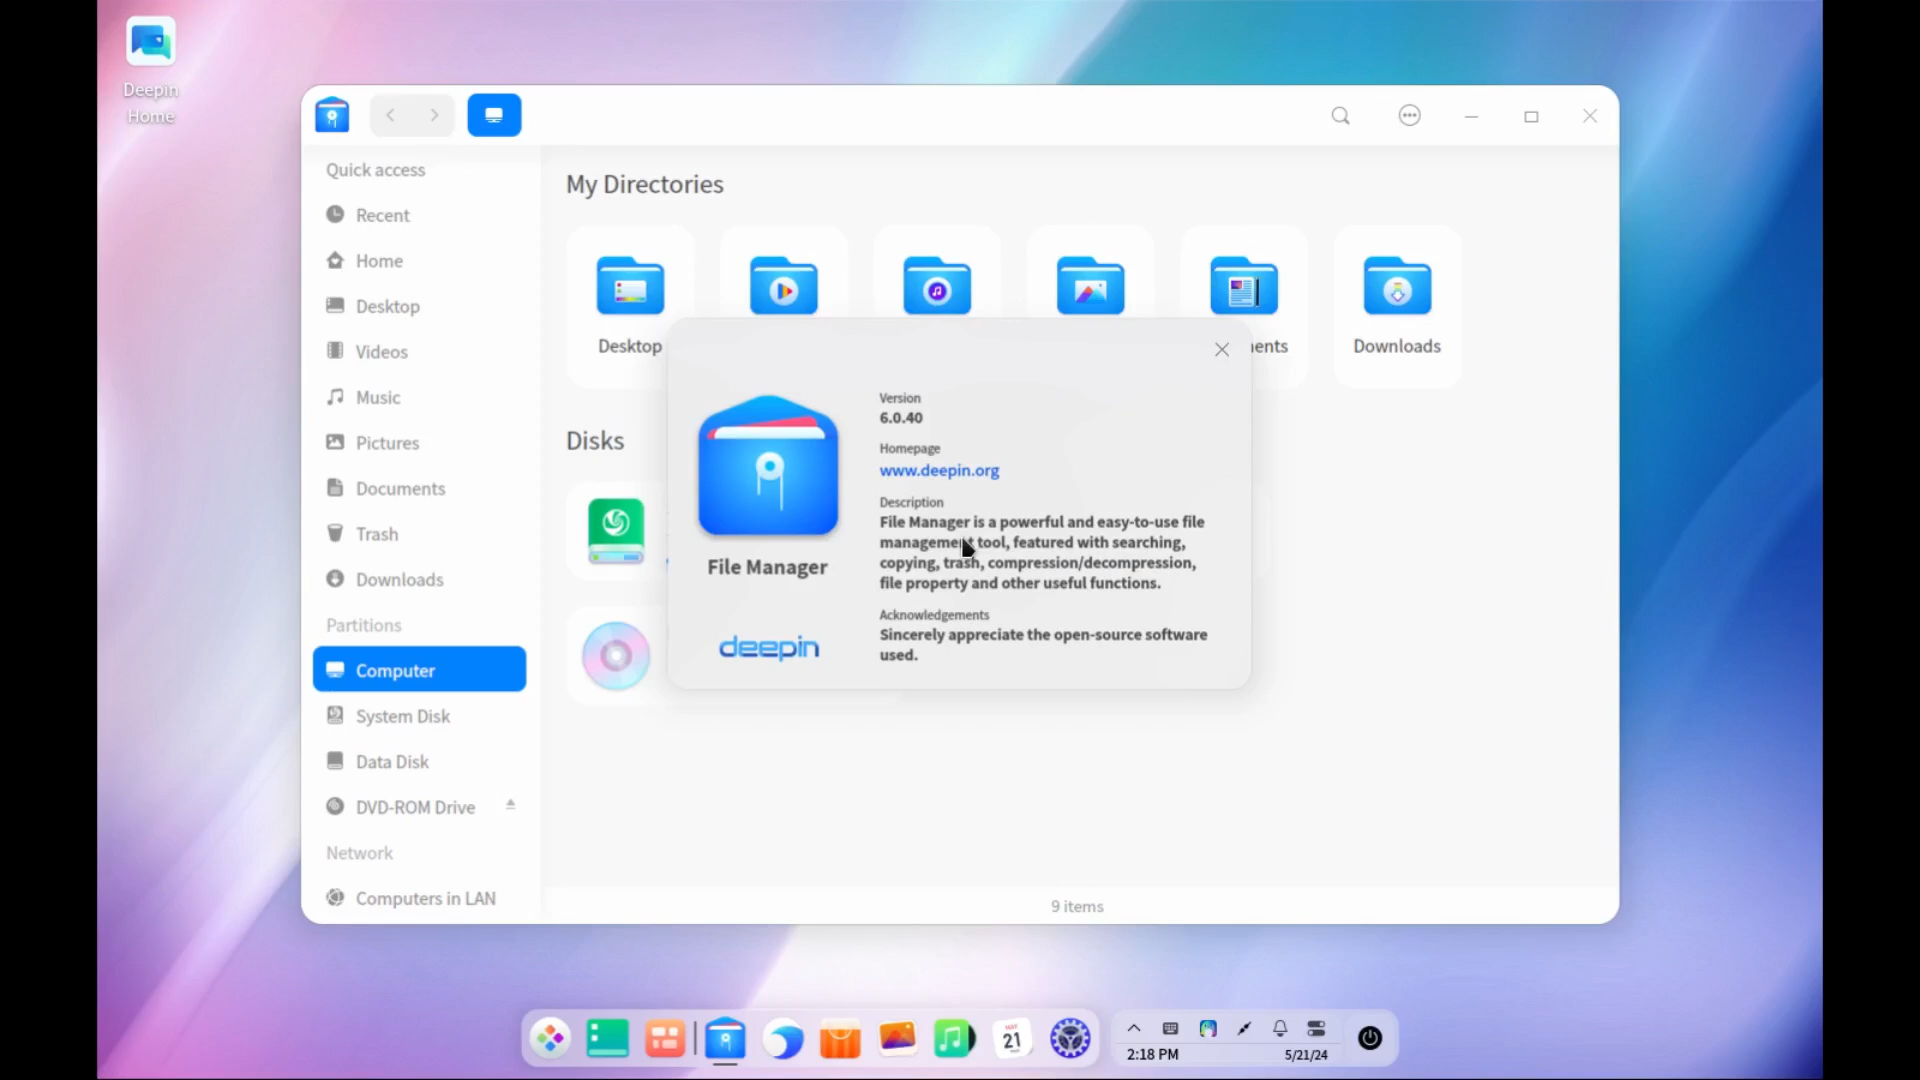 Deepin
Home
Quick access
Recent
Home
Desktop
Videos
Music
Pictures
Documents
Trash
Downloads
Partitions
Computer
System Disk
Data Disk
DVD-ROM Drive
Network
Computers in LAN
My Directories
Desktop
Downloads
Disks
File Manager
deepin
Version
6.0.40
Homepage
www.deepin.org
Description
File Manager is a powerful and easy-to-use file
management tool, featured with searching,
copying, trash, compression/decompression,
file property and other useful functions.
Acknowledgements
Sincerely appreciate the open-source software
used.
9 items
MAY
21
2:18 PM
5/21/24